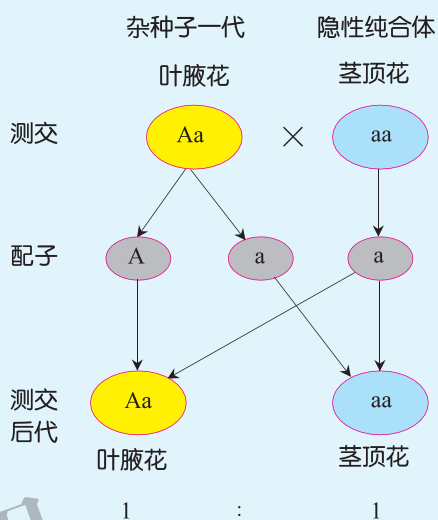 杂种子一代 隐性纯合体
叶腋花 茎顶花
测交 Aa × aa
配子 A a a
测交 Aa aa
后代
叶腋花 茎顶花
1 : 1